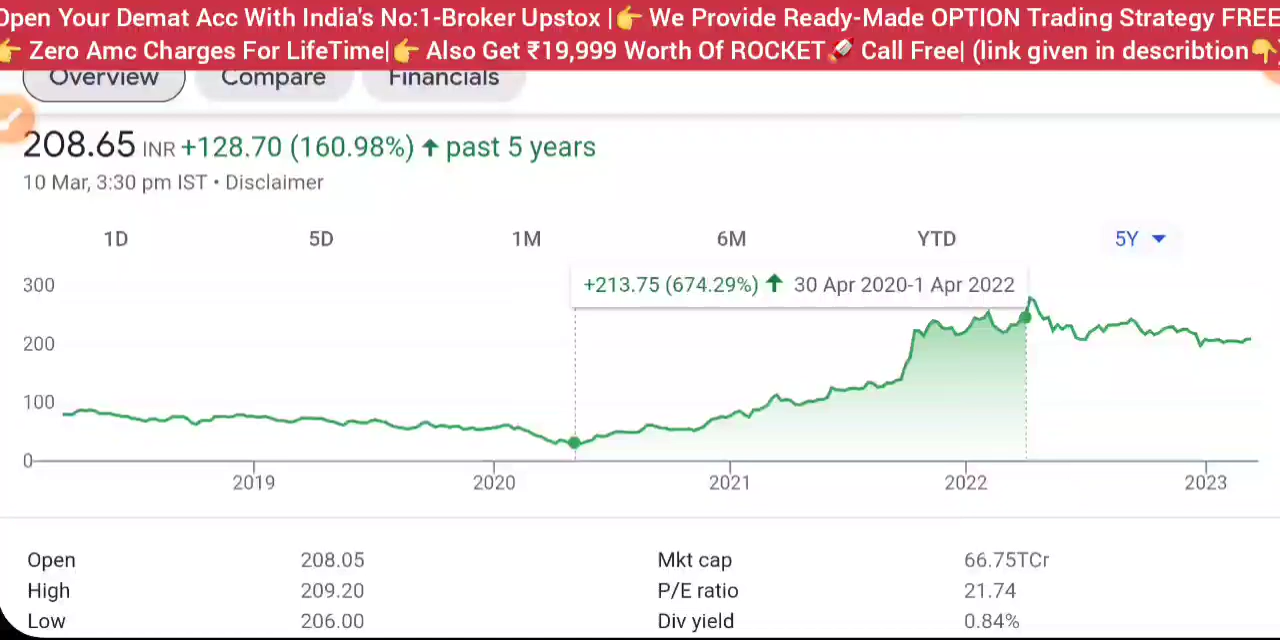 Open Your Demat Acc With India's No:1-Broker Upstox |👉 We Provide Ready-Made OPTION Trading Strategy FREE
👉 Zero Amc Charges For LifeTime|👉 Also Get ₹19,999 Worth Of ROCKET🚀 Call Free| (link given in describtion👇)
Overview Compare Financials
208.65 INR +128.70 (160.98%) ↑ past 5 years
10 Mar, 3:30 pm IST • Disclaimer
1D 5D 1M 6M YTD 5Y
+213.75 (674.29%) ↑ 30 Apr 2020-1 Apr 2022
300
200
100
0
2019 2020 2021 2022 2023
Open 208.05 Mkt cap 66.75TCr
High 209.20 P/E ratio 21.74
Low 206.00 Div yield 0.84%